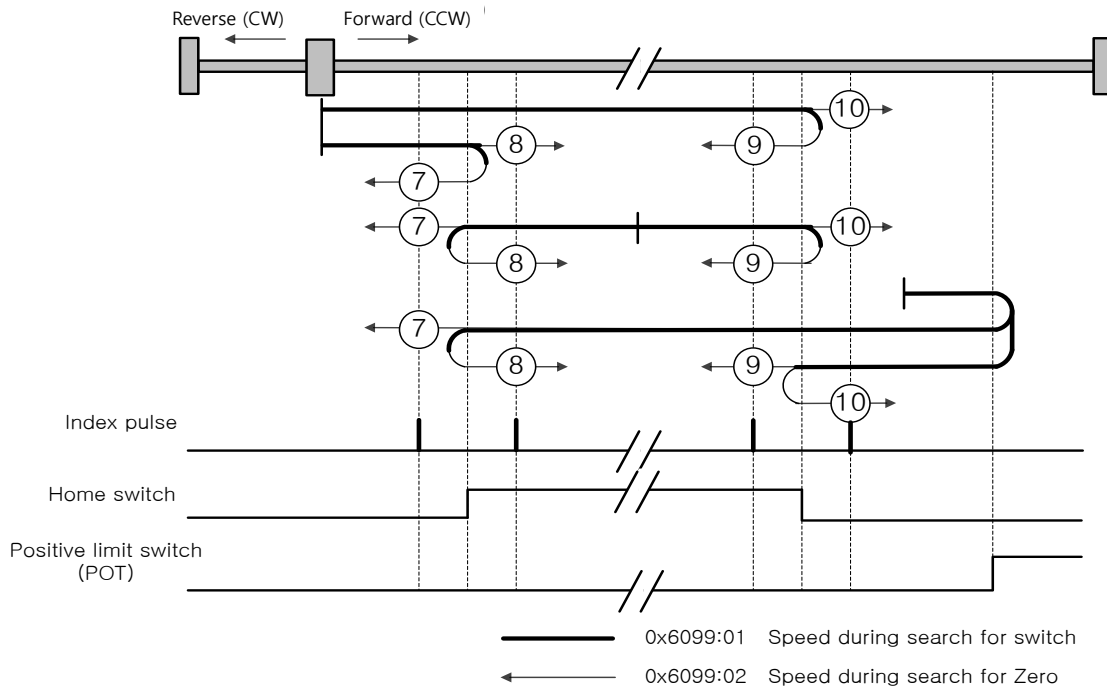 Reverse (CW) Forward (CCW)
10
8 9
7
7 10
8 9
7
8 9
10
Index pulse
Home switch
Positive limit switch
(POT)
0x6099:01 Speed during search for switch
0x6099:02 Speed during search for Zero